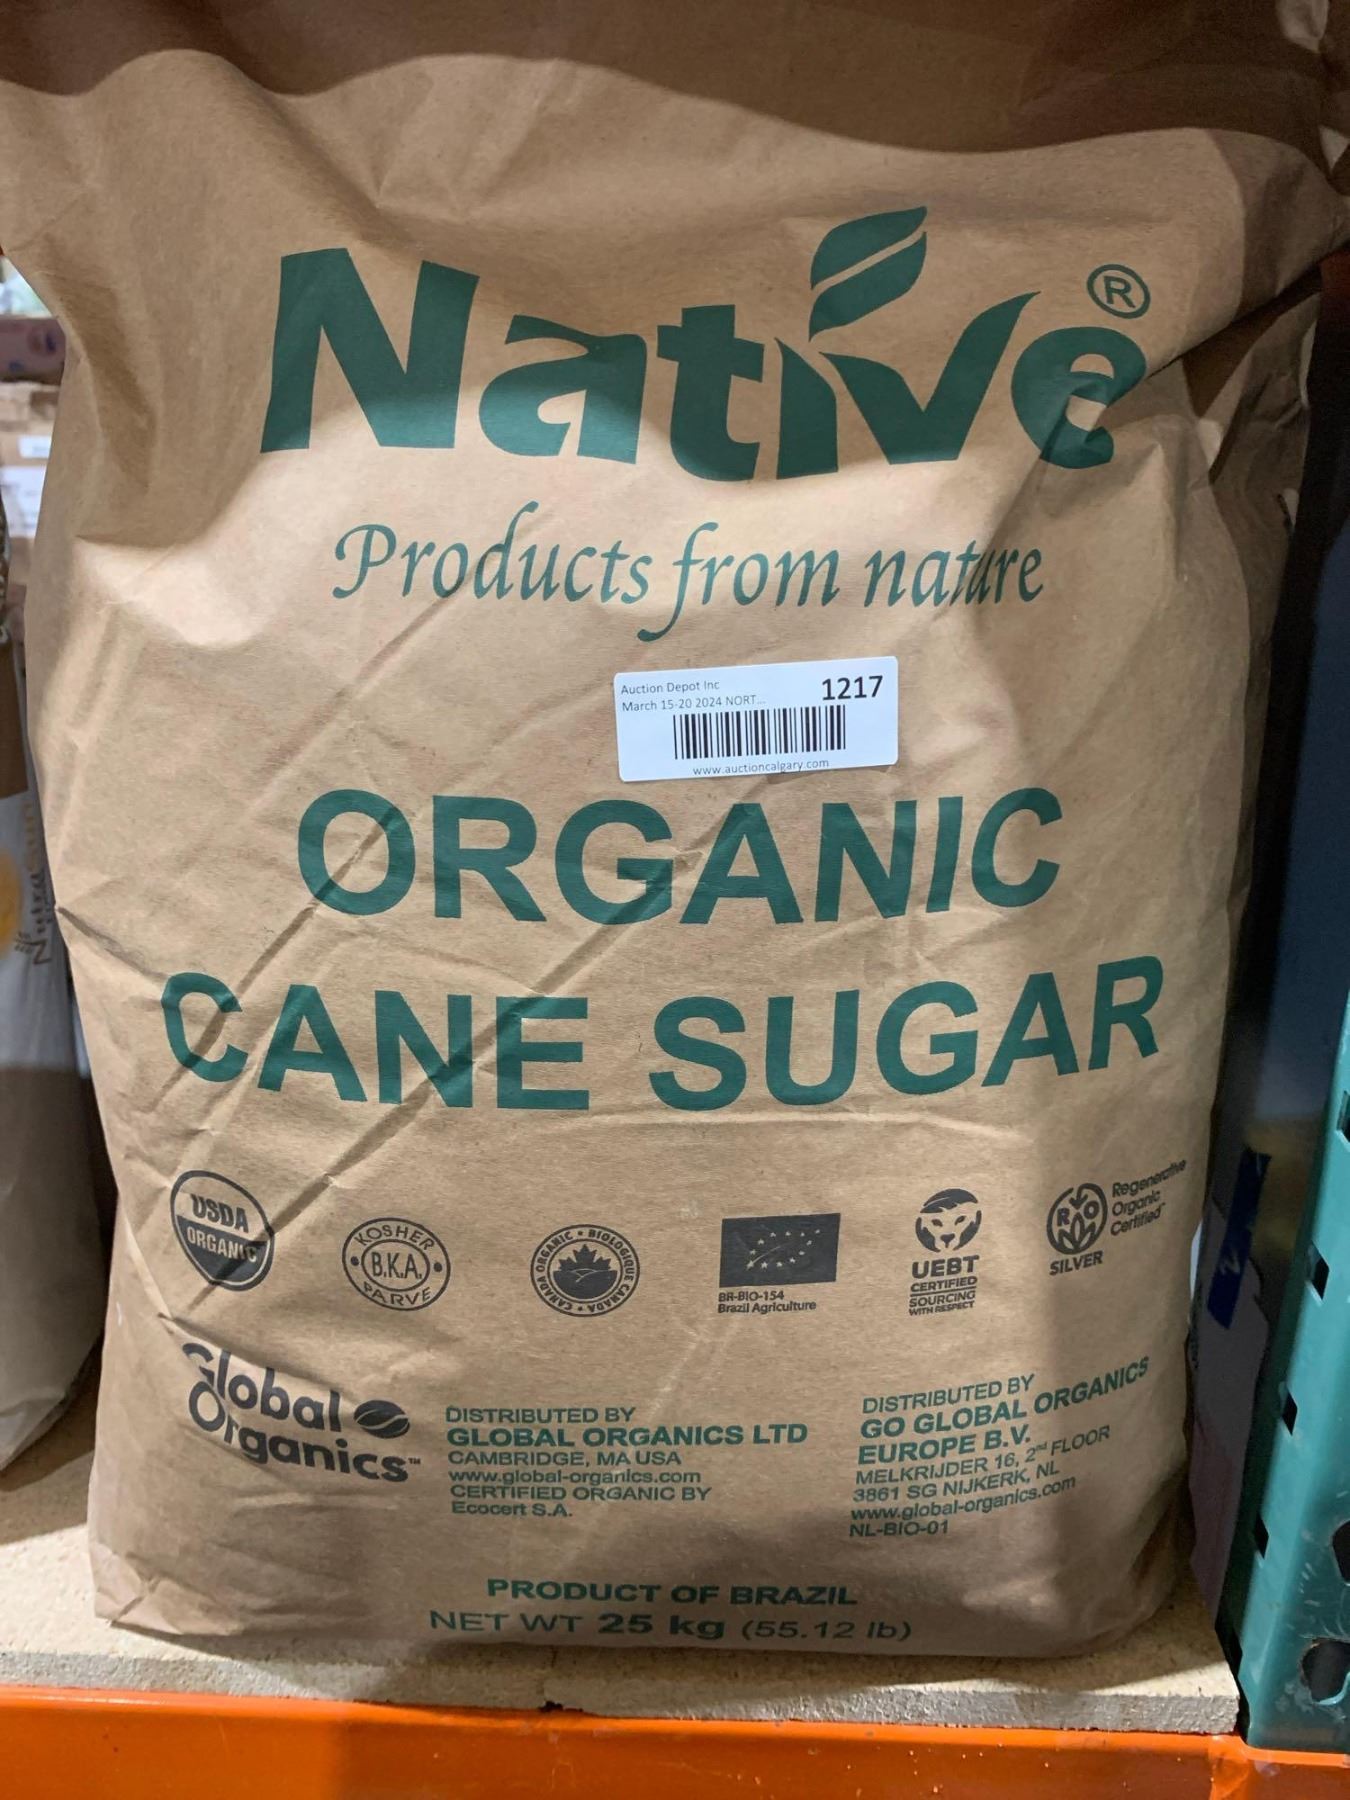 Native®
Products from nature
Auction Depot Inc
1217
March 15-20 2024 NORT...
www.auctioncalgary.com
ORGANIC
CANE SUGAR
USDA
ORGANIC
KOSHER
B.K.A.
PARVE
CANADA ORGANIC • BIOLOGIQUE CANADA •
BR-BIO-154
Brazil Agriculture
UEBT
CERTIFIED
SOURCING
WITH RESPECT
RO
Regenerative
Organic
Certified™
SILVER
Global
Organics™
DISTRIBUTED BY
GLOBAL ORGANICS LTD
CAMBRIDGE, MA USA
www.global-organics.com
CERTIFIED ORGANIC BY
Ecocert S.A.
DISTRIBUTED BY
GO GLOBAL ORGANICS
EUROPE B.V.
MELKRIJDER 16, 2nd FLOOR
3861 SG NIJKERK, NL
www.global-organics.com
NL-BIO-01
PRODUCT OF BRAZIL
NET WT 25 kg (55.12 lb)